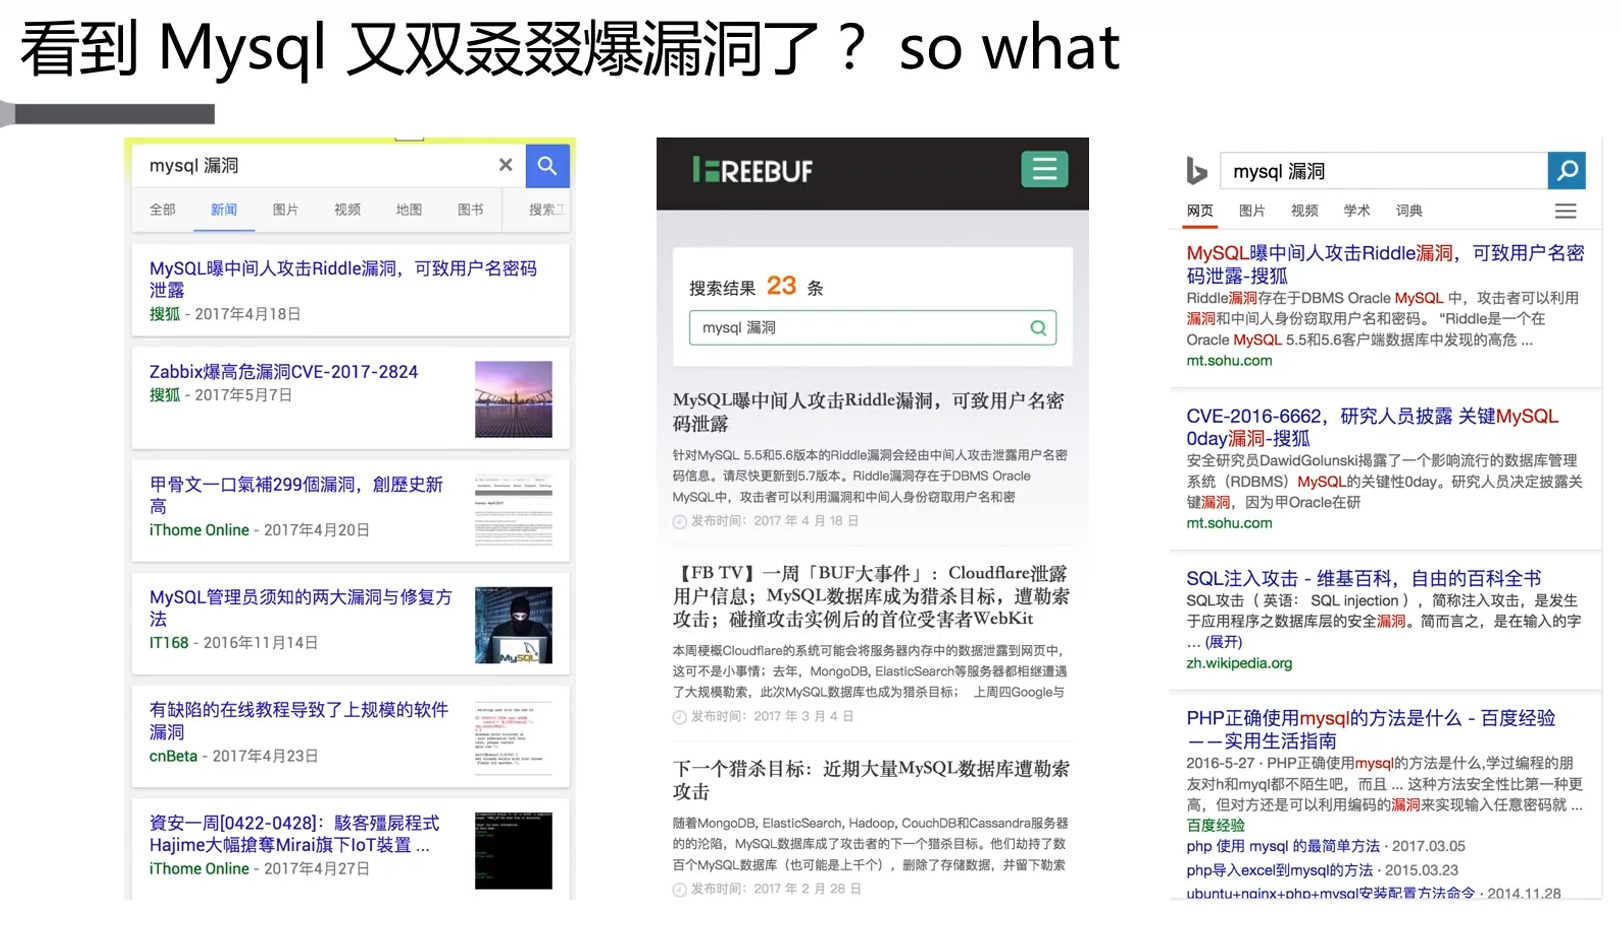 看到 Mysql 又双叒叕爆漏洞了？ so what
mysql 漏洞
全部 新闻 图片 视频 地图 图书 搜索工
MySQL曝中间人攻击Riddle漏洞，可致用户名密码
泄露
搜狐 - 2017年4月18日
Zabbix爆高危漏洞CVE-2017-2824
搜狐 - 2017年5月7日
甲骨文一口氣補299個漏洞，創歷史新
高
iThome Online - 2017年4月20日
MySQL管理员须知的两大漏洞与修复方
法
IT168 - 2016年11月14日
有缺陷的在线教程导致了上规模的软件
漏洞
cnBeta - 2017年4月23日
資安一周[0422-0428]：駭客殭屍程式
Hajime大幅搶奪Mirai旗下IoT裝置 ...
iThome Online - 2017年4月27日
FREEBUF
搜索结果 23 条
mysql 漏洞
MySQL曝中间人攻击Riddle漏洞，可致用户名密
码泄露
针对MySQL 5.5和5.6版本的Riddle漏洞会经由中间人攻击泄露用户名密
码信息。请尽快更新到5.7版本。Riddle漏洞存在于DBMS Oracle
MySQL中，攻击者可以利用漏洞和中间人身份窃取用户名和密
发布时间：2017 年 4 月 18 日
【FB TV】一周「BUF大事件」：Cloudflare泄露
用户信息；MySQL数据库成为猎杀目标，遭勒索
攻击；碰撞攻击实例后的首位受害者WebKit
本周梗概Cloudflare的系统可能会将服务器内存中的数据泄露到网页中，
这可不是小事情；去年，MongoDB, ElasticSearch等服务器都相继遭遇
了大规模勒索，此次MySQL数据库也成为猎杀目标； 上周四Google与
发布时间：2017 年 3 月 4 日
下一个猎杀目标：近期大量MySQL数据库遭勒索
攻击
随着MongoDB, ElasticSearch, Hadoop, CouchDB和Cassandra服务器
的的沦陷，MySQL数据库成了攻击者的下一个猎杀目标。他们劫持了数
百个MySQL数据库（也可能是上千个），删除了存储数据，并留下勒索
发布时间：2017 年 2 月 28 日
mysql 漏洞
网页 图片 视频 学术 词典
MySQL曝中间人攻击Riddle漏洞，可致用户名密
码泄露-搜狐
Riddle漏洞存在于DBMS Oracle MySQL 中，攻击者可以利用
漏洞和中间人身份窃取用户名和密码。 “Riddle是一个在
Oracle MySQL 5.5和5.6客户端数据库中发现的高危 ...
mt.sohu.com
CVE-2016-6662，研究人员披露 关键MySQL
0day漏洞-搜狐
安全研究员DawidGolunski揭露了一个影响流行的数据库管理
系统（RDBMS）MySQL的关键性0day。研究人员决定披露关
键漏洞，因为甲Oracle在研
mt.sohu.com
SQL注入攻击 - 维基百科，自由的百科全书
SQL攻击（ 英语： SQL injection ），简称注入攻击，是发生
于应用程序之数据库层的安全漏洞。简而言之，是在输入的字
... (展开)
zh.wikipedia.org
PHP正确使用mysql的方法是什么 - 百度经验
——实用生活指南
2016-5-27 · PHP正确使用mysql的方法是什么,学过编程的朋
友对h和myql都不陌生吧，而且 ... 这种方法安全性比第一种更
高，但对方还是可以利用编码的漏洞来实现输入任意密码就 ...
百度经验
php 使用 mysql 的最简单方法 · 2017.03.05
php导入excel到mysql的方法 · 2015.03.23
ubuntu+nginx+php+mysql安装配置方法命令 · 2014.11.28